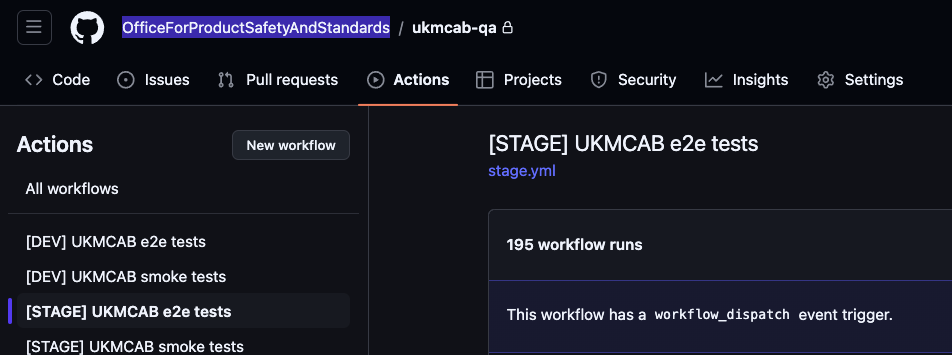 OfficeForProductSafetyAndStandards / ukmcab-qa
Code Issues Pull requests Actions Projects Security Insights Settings
Actions
New workflow
All workflows
[DEV] UKMCAB e2e tests
[DEV] UKMCAB smoke tests
[STAGE] UKMCAB e2e tests
[STAGE] UKMCAB smoke tests
[STAGE] UKMCAB e2e tests
stage.yml
195 workflow runs
This workflow has a workflow_dispatch event trigger.